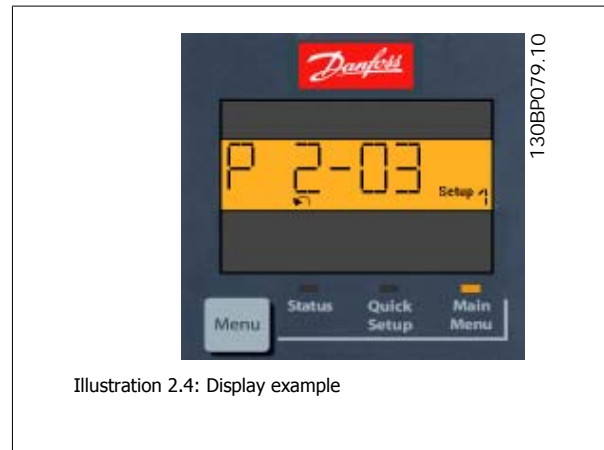 Danfoss
130BP079.10
P 2-03
Setup 1
Menu
Status
Quick Setup
Main Menu
Illustration 2.4: Display example